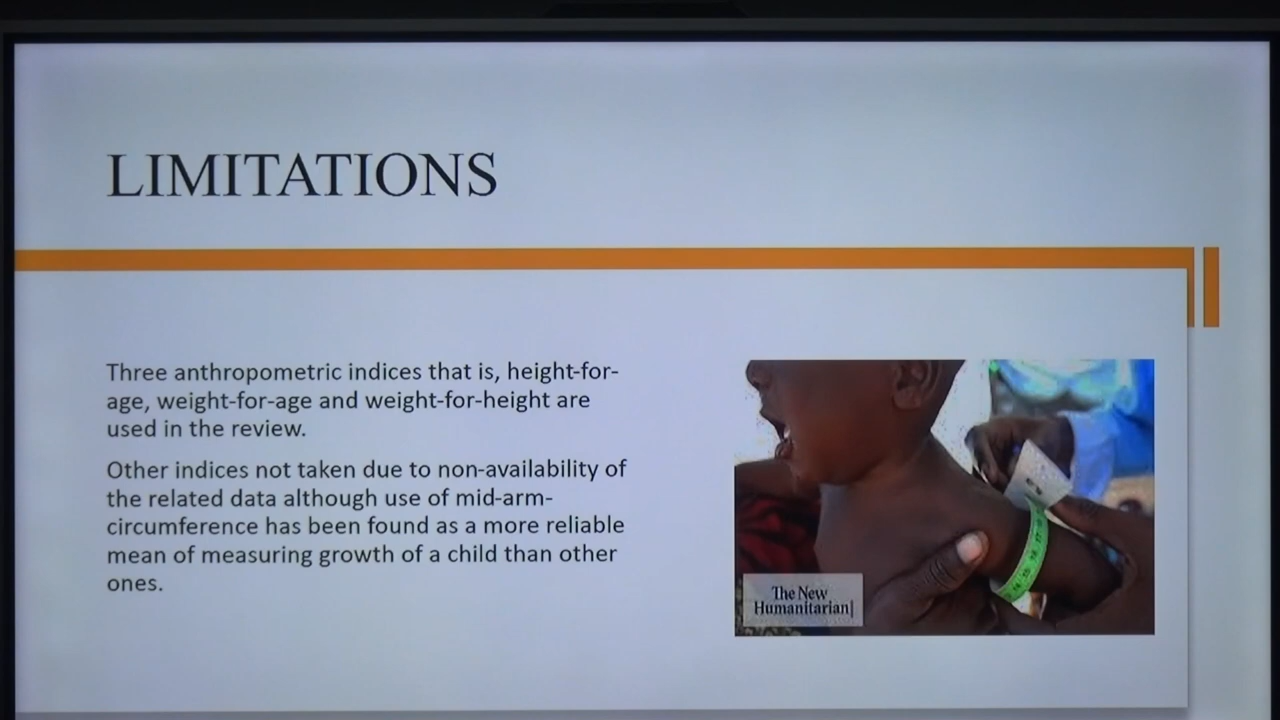 LIMITATIONS
Three anthropometric indices that is, height-for-
age, weight-for-age and weight-for-height are
used in the review.
Other indices not taken due to non-availability of
the related data although use of mid-arm-
circumference has been found as a more reliable
mean of measuring growth of a child than other
ones.
The New
Humanitarian